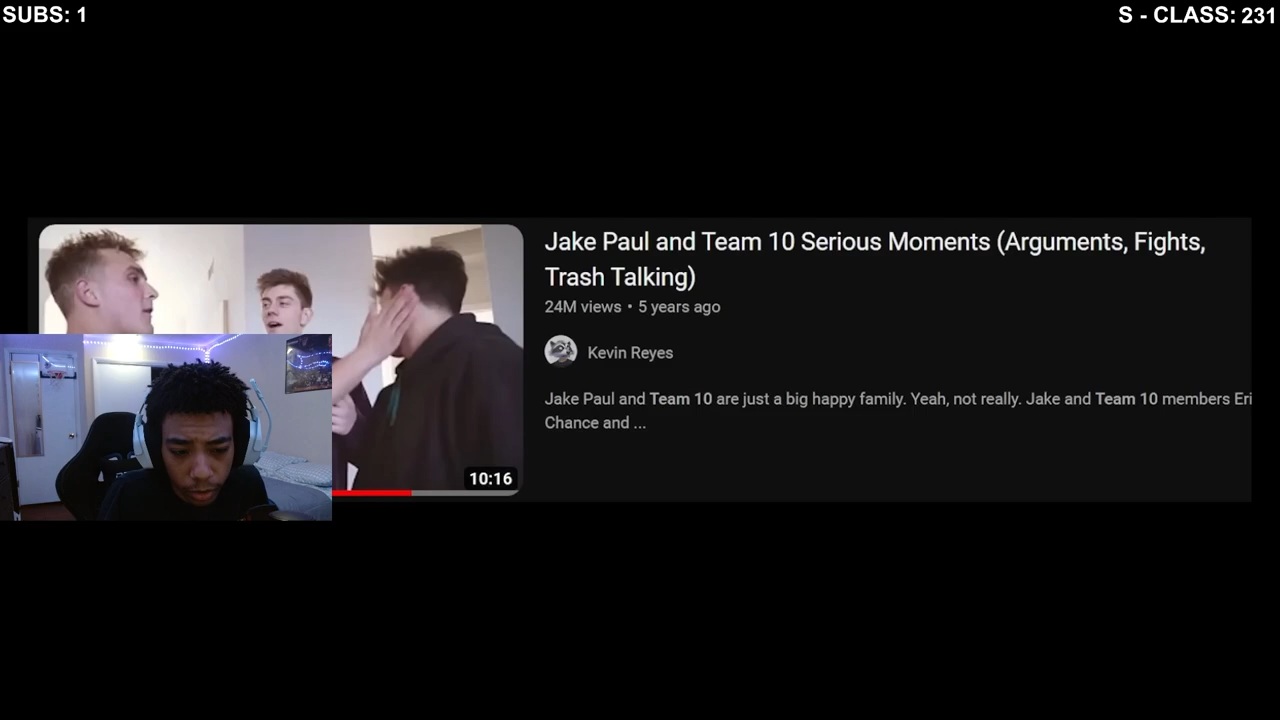 SUBS: 1
S - CLASS: 231
Jake Paul and Team 10 Serious Moments (Arguments, Fights,
Trash Talking)
24M views • 5 years ago
Kevin Reyes
Jake Paul and Team 10 are just a big happy family. Yeah, not really. Jake and Team 10 members Eri
Chance and ...
10:16